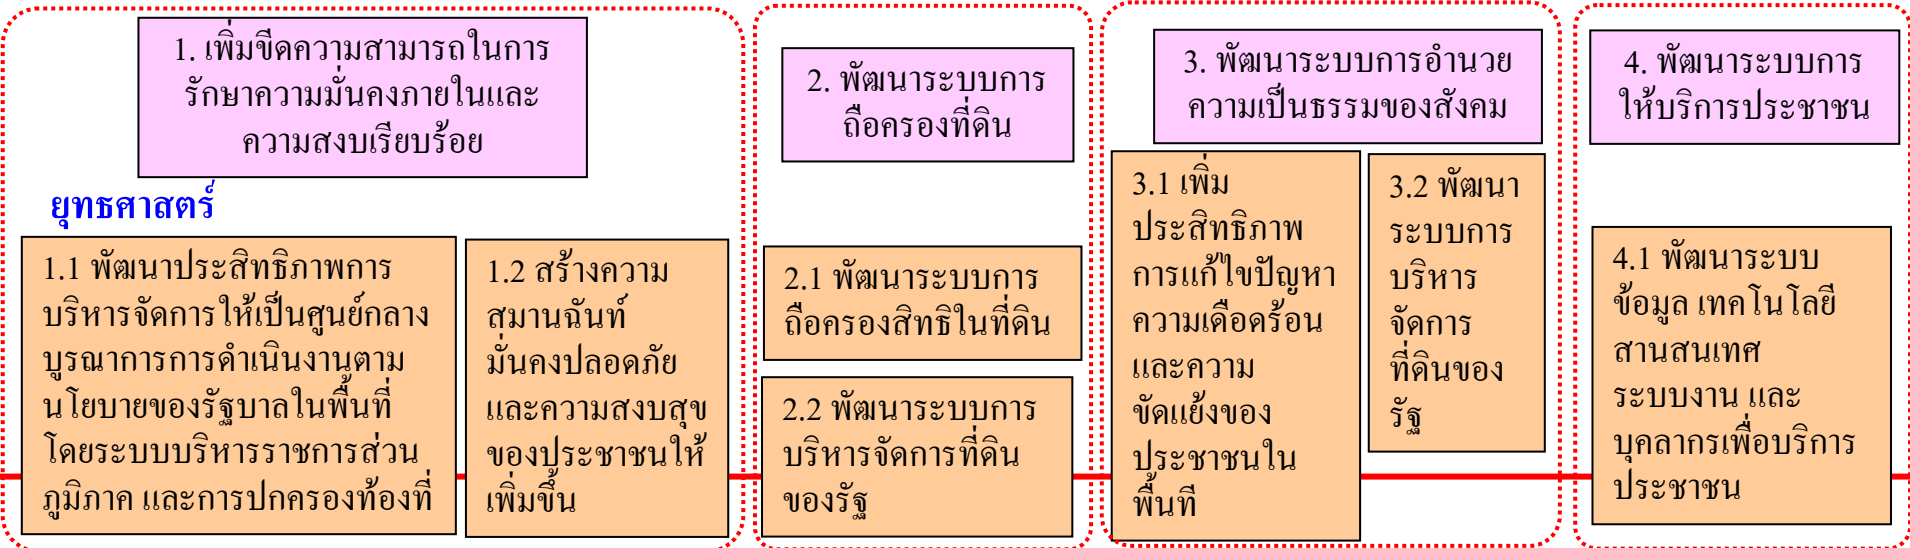 1. เพิ่มขีดความสามารถในการ
รักษาความมั่นคงภายในและ
ความสงบเรียบร้อย
ยุทธศาสตร์
1.1 พัฒนาประสิทธิภาพการ
บริหารจัดการให้เป็นศูนย์กลาง
บูรณาการการดำเนินงานตาม
นโยบายของรัฐบาลในพื้นที่
โดยระบบบริหารราชการส่วน
ภูมิภาค และการปกครองท้องที่
1.2 สร้างความ
สมานฉันท์
มั่นคงปลอดภัย
และความสงบสุข
ของประชาชนให้
เพิ่มขึ้น
2. พัฒนาระบบการ
ถือครองที่ดิน
2.1 พัฒนาระบบการ
ถือครองสิทธิในที่ดิน
2.2 พัฒนาระบบการ
บริหารจัดการที่ดิน
ของรัฐ
3. พัฒนาระบบการอำนวย
ความเป็นธรรมของสังคม
3.1 เพิ่ม
ประสิทธิภาพ
การแก้ไขปัญหา
ความเดือดร้อน
และความ
ขัดแย้งของ
ประชาชนใน
พื้นที
3.2 พัฒนา
ระบบการ
บริหาร
จัดการ
ที่ดินของ
รัฐ
4. พัฒนาระบบการ
ให้บริการประชาชน
4.1 พัฒนาระบบ
ข้อมูล เทคโนโลยี
สานสนเทศ
ระบบงาน และ
บุคลากรเพื่อบริการ
ประชาชน